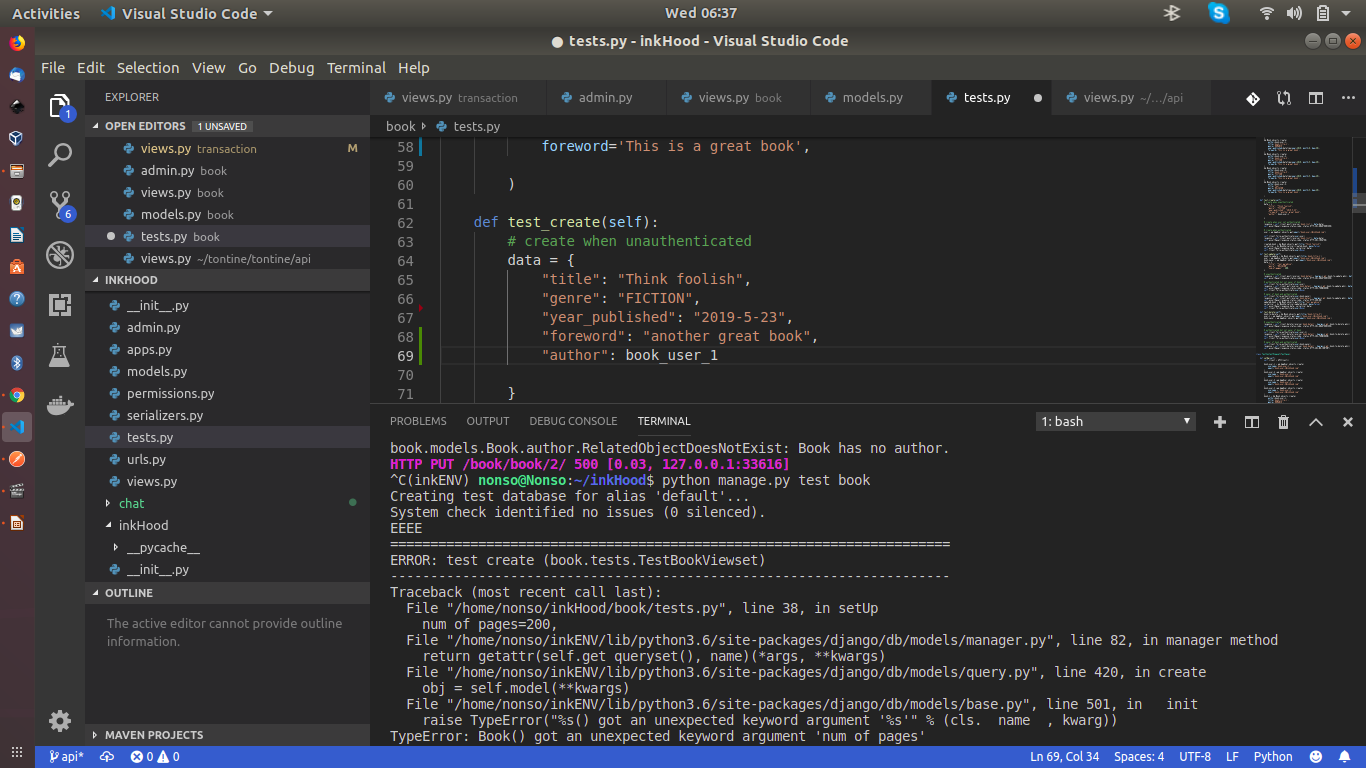 Activities Visual Studio Code Wed 06:37
tests.py - inkHood - Visual Studio Code
File Edit Selection View Go Debug Terminal Help
EXPLORER
1
OPEN EDITORS 1 UNSAVED
views.py transaction M
admin.py book
views.py book
models.py book
6
tests.py book
views.py ~/tontine/tontine/api
INKHOOD
__init__.py
admin.py
apps.py
models.py
permissions.py
serializers.py
tests.py
urls.py
views.py
chat
inkHood
__pycache__
__init__.py
OUTLINE
The active editor cannot provide outline
information.
MAVEN PROJECTS
views.py transaction admin.py views.py book models.py tests.py views.py ~/.../api
book tests.py
58 foreword='This is a great book',
59
60 )
61
62 def test_create(self):
63 # create when unauthenticated
64 data = {
65 "title": "Think foolish",
66 "genre": "FICTION",
67 "year_published": "2019-5-23",
68 "foreword": "another great book",
69 "author": book_user_1
70
71 }
PROBLEMS OUTPUT DEBUG CONSOLE TERMINAL 1: bash
book.models.Book.author.RelatedObjectDoesNotExist: Book has no author.
HTTP PUT /book/book/2/ 500 [0.03, 127.0.0.1:33616]
^C(inkENV) nonso@Nonso:~/inkHood$ python manage.py test book
Creating test database for alias 'default'...
System check identified no issues (0 silenced).
EEEE
======================================================================
ERROR: test create (book.tests.TestBookViewset)
----------------------------------------------------------------------
Traceback (most recent call last):
File "/home/nonso/inkHood/book/tests.py", line 38, in setUp
num of pages=200,
File "/home/nonso/inkENV/lib/python3.6/site-packages/django/db/models/manager.py", line 82, in manager method
return getattr(self.get queryset(), name)(*args, **kwargs)
File "/home/nonso/inkENV/lib/python3.6/site-packages/django/db/models/query.py", line 420, in create
obj = self.model(**kwargs)
File "/home/nonso/inkENV/lib/python3.6/site-packages/django/db/models/base.py", line 501, in   init
raise TypeError("%s() got an unexpected keyword argument '%s'" % (cls.  name  , kwarg))
TypeError: Book() got an unexpected keyword argument 'num of pages'
api* 0 0 Ln 69, Col 34 Spaces: 4 UTF-8 LF Python